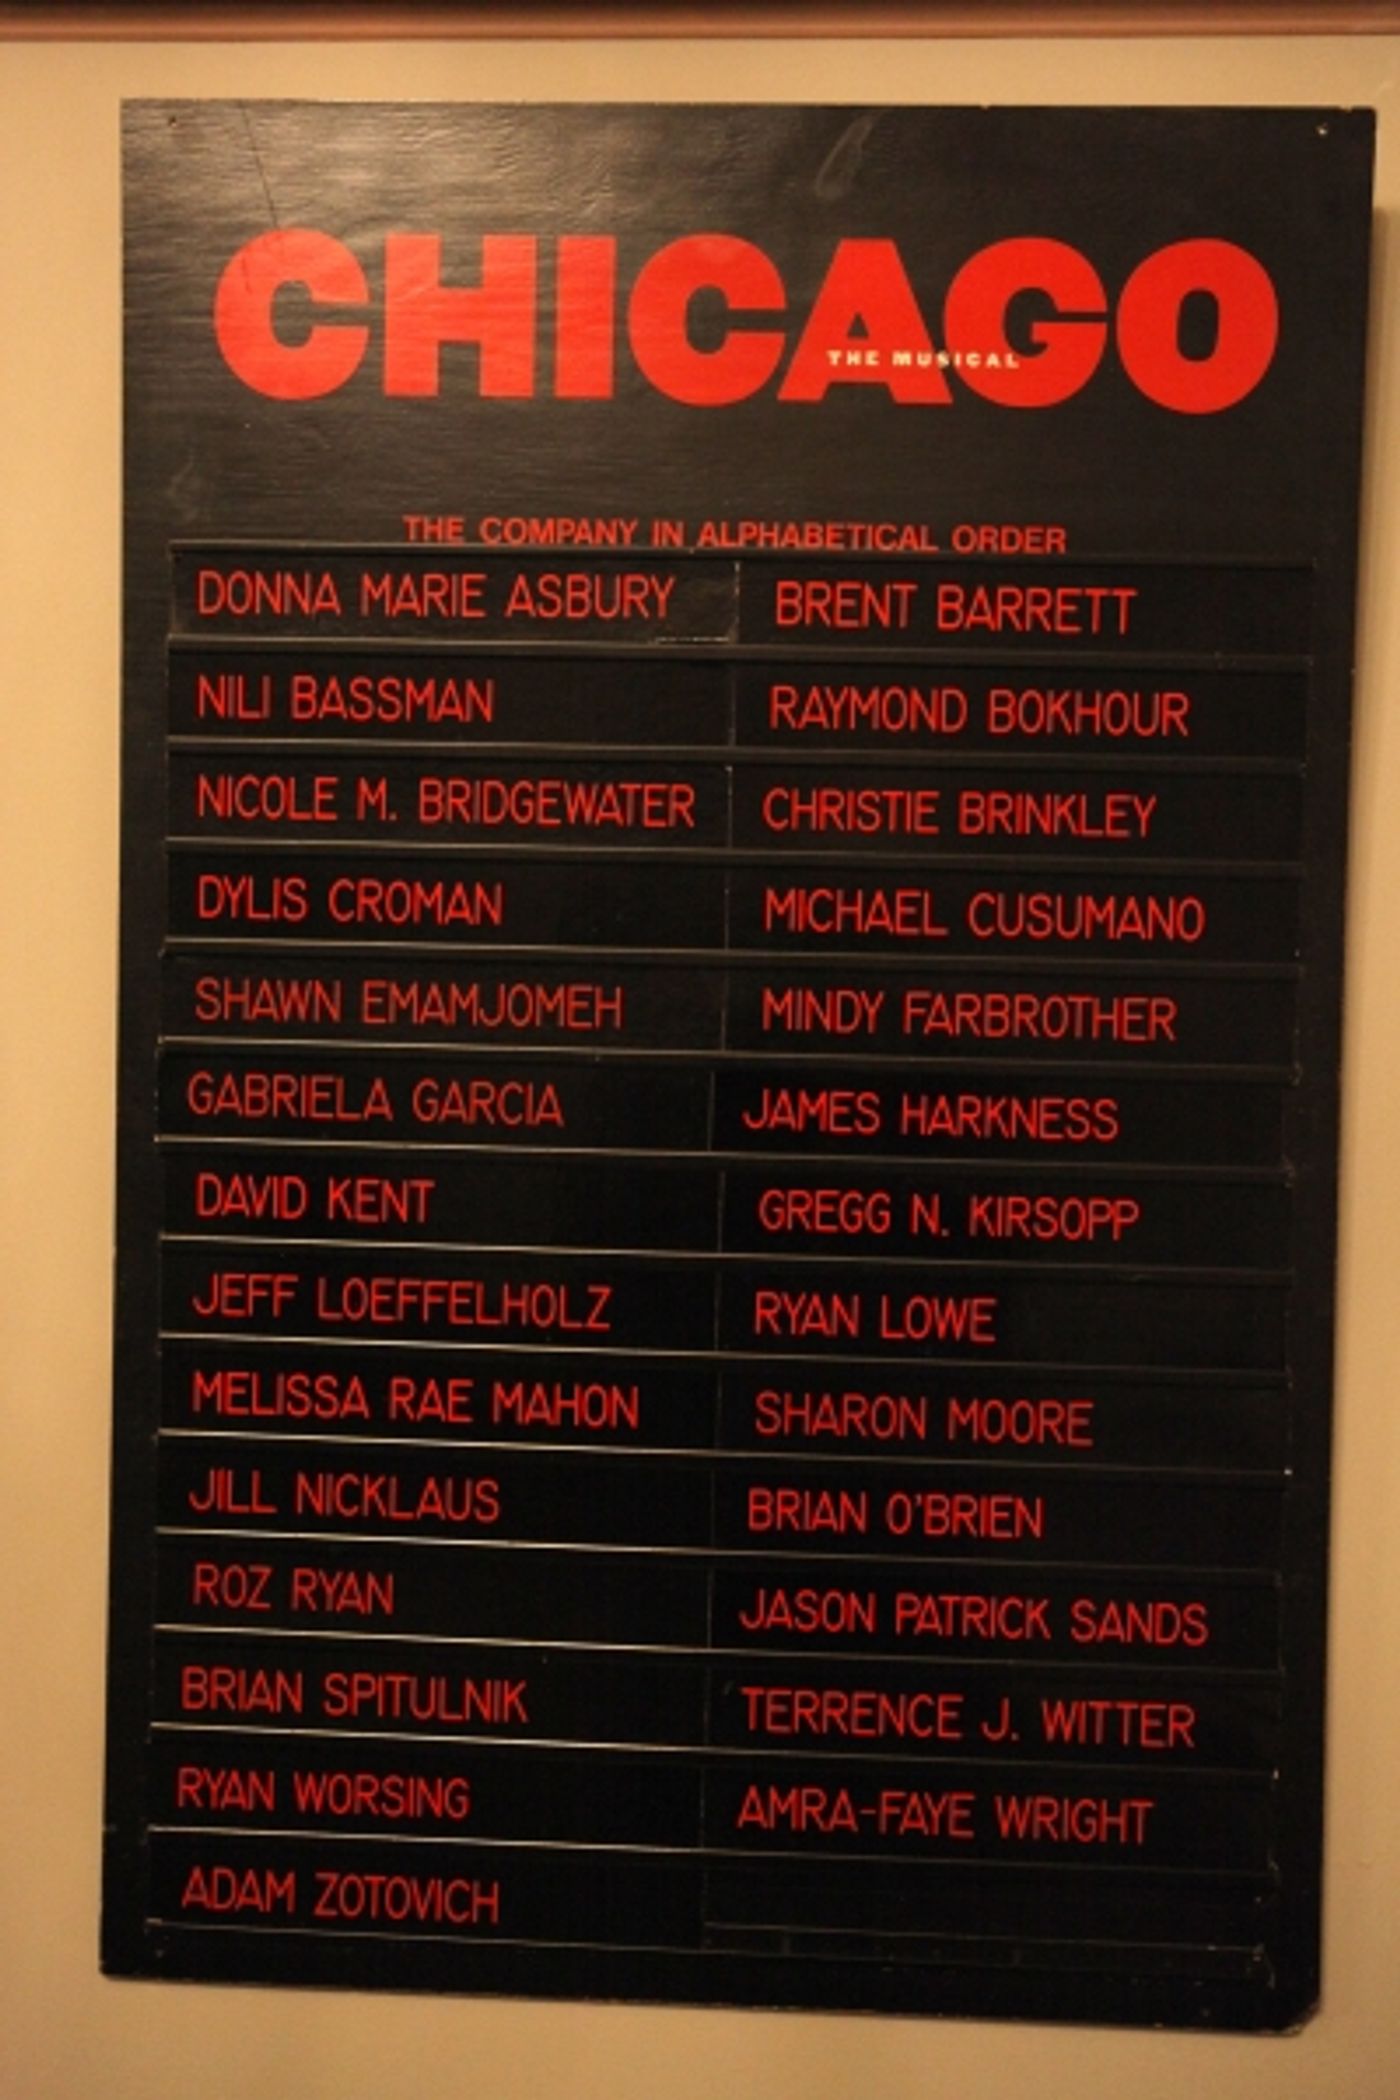 CHICAGO
THE MUSICAL
THE COMPANY IN ALPHABETICAL ORDER
DONNA MARIE ASBURY BRENT BARRETT
NILI BASSMAN RAYMOND BOKHOUR
NICOLE M. BRIDGEWATER CHRISTIE BRINKLEY
DYLIS CROMAN MICHAEL CUSUMANO
SHAWN EMAMJOMEH MINDY FARBROTHER
GABRIELA GARCIA JAMES HARKNESS
DAVID KENT GREGG N. KIRSOPP
JEFF LOEFFELHOLZ RYAN LOWE
MELISSA RAE MAHON SHARON MOORE
JILL NICKLAUS BRIAN O'BRIEN
ROZ RYAN JASON PATRICK SANDS
BRIAN SPITULNIK TERRENCE J. WITTER
RYAN WORSING AMRA-FAYE WRIGHT
ADAM ZOTOVICH